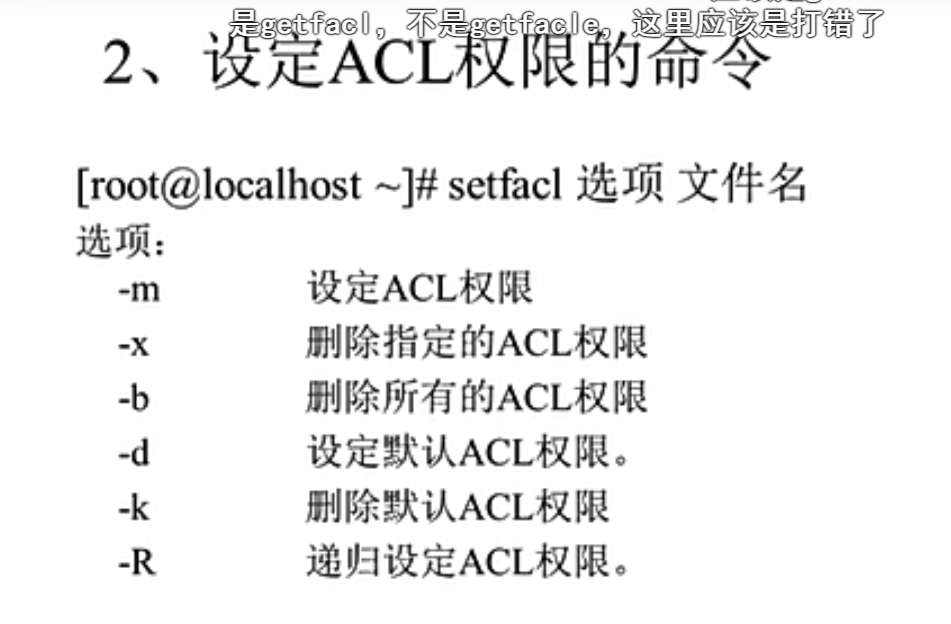 是getfacl，不是getfacle，这里应该是打错了
2、设定ACL权限的命令
[root@localhost ~]# setfacl 选项 文件名
选项：
-m 设定ACL权限
-x 删除指定的ACL权限
-b 删除所有的ACL权限
-d 设定默认ACL权限。
-k 删除默认ACL权限
-R 递归设定ACL权限。